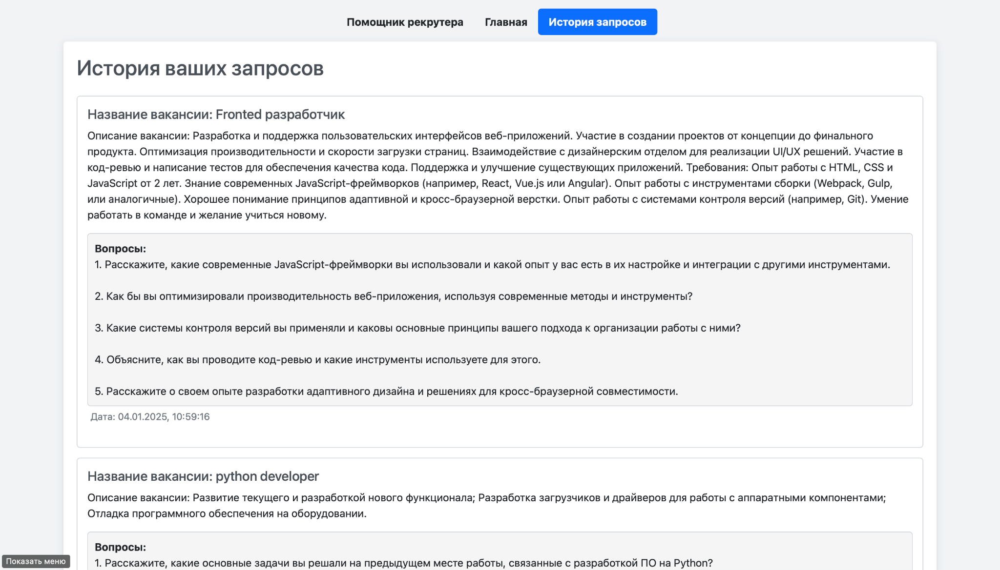 Помощник рекрутера Главная История запросов
История ваших запросов
Название вакансии: Fronted разработчик
Описание вакансии: Разработка и поддержка пользовательских интерфейсов веб-приложений. Участие в создании проектов от концепции до финального
продукта. Оптимизация производительности и скорости загрузки страниц. Взаимодействие с дизайнерским отделом для реализации UI/UX решений. Участие в
код-ревью и написание тестов для обеспечения качества кода. Поддержка и улучшение существующих приложений. Требования: Опыт работы с HTML, CSS и
JavaScript от 2 лет. Знание современных JavaScript-фреймворков (например, React, Vue.js или Angular). Опыт работы с инструментами сборки (Webpack, Gulp,
или аналогичные). Хорошее понимание принципов адаптивной и кросс-браузерной верстки. Опыт работы с системами контроля версий (например, Git). Умение
работать в команде и желание учиться новому.
Вопросы:
1. Расскажите, какие современные JavaScript-фреймворки вы использовали и какой опыт у вас есть в их настройке и интеграции с другими инструментами.
2. Как бы вы оптимизировали производительность веб-приложения, используя современные методы и инструменты?
3. Какие системы контроля версий вы применяли и каковы основные принципы вашего подхода к организации работы с ними?
4. Объясните, как вы проводите код-ревью и какие инструменты используете для этого.
5. Расскажите о своем опыте разработки адаптивного дизайна и решениях для кросс-браузерной совместимости.
Дата: 04.01.2025, 10:59:16
Название вакансии: python developer
Описание вакансии: Развитие текущего и разработкой нового функционала; Разработка загрузчиков и драйверов для работы с аппаратными компонентами;
Отладка программного обеспечения на оборудовании.
Вопросы:
1. Расскажите, какие основные задачи вы решали на предыдущем месте работы, связанные с разработкой ПО на Python?
Показать меню